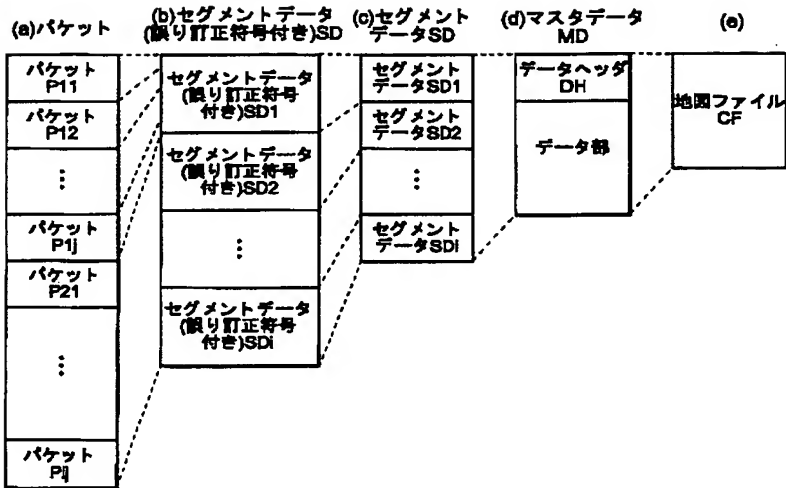 (a)パケット
パケット
P11
パケット
P12
⋮
パケット
P1j
パケット
P21
⋮
パケット
Pij
(b)セグメントデータ
(誤り訂正符号付き)SD
セグメントデータ
(誤り訂正符号
付き)SD1
セグメントデータ
(誤り訂正符号
付き)SD2
⋮
セグメントデータ
(誤り訂正符号
付き)SDi
(c)セグメント
データSD
セグメント
データSD1
セグメント
データSD2
⋮
セグメント
データSDi
(d)マスタデータ
MD
データヘッダ
DH
データ部
(e)
地図ファイル
CF